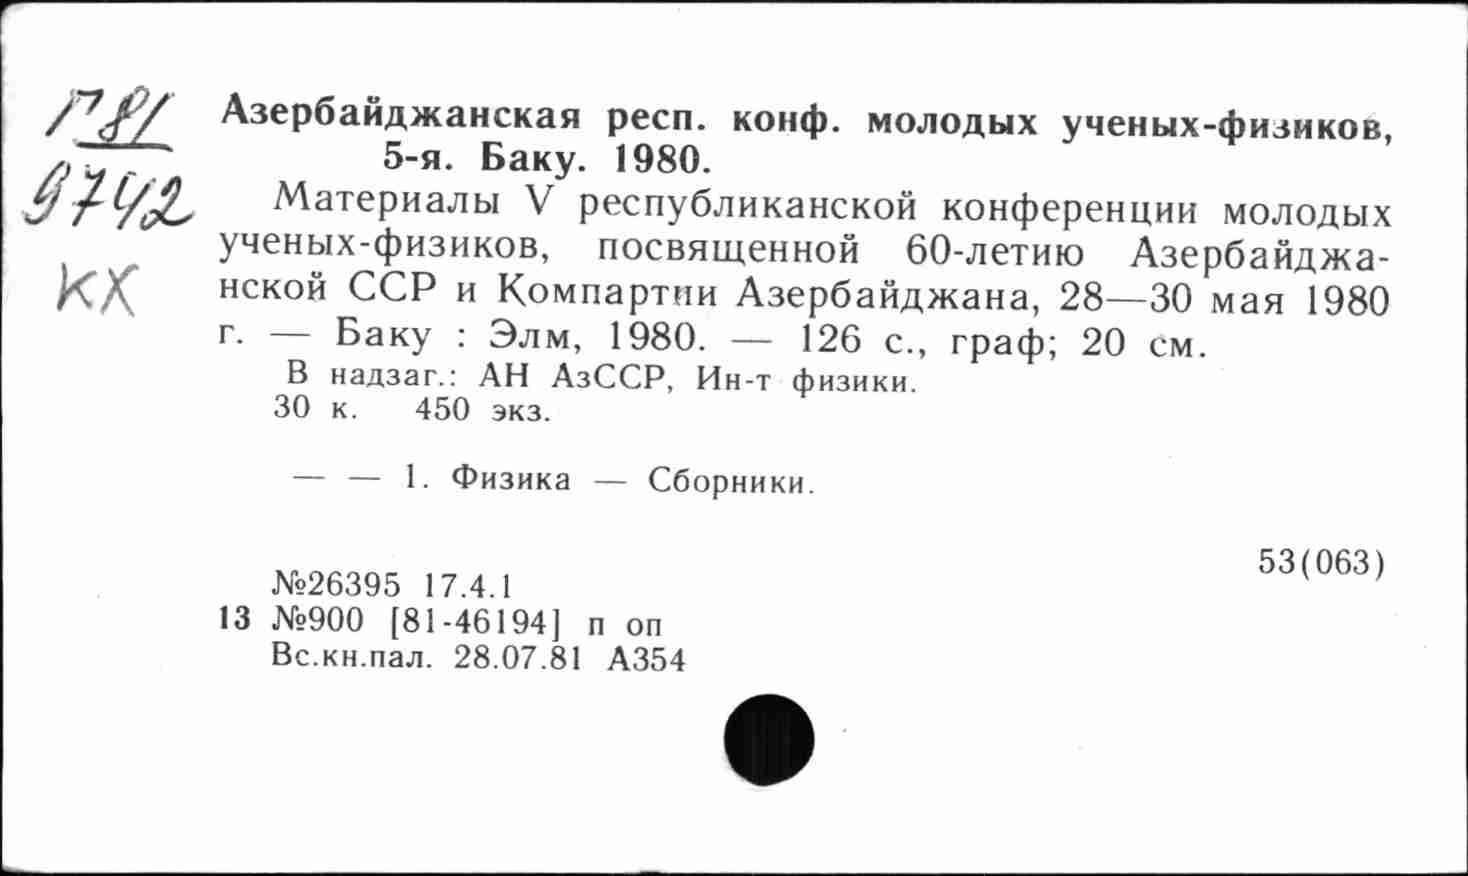 П 81
9742
КХ
Азербайджанская респ. конф. молодых ученых-физиков,
5-я. Баку. 1980.
Материалы V республиканской конференции молодых
ученых-физиков, посвященной 60-летию Азербайджа-
нской ССР и Компартии Азербайджана, 28—30 мая 1980
г. — Баку : Элм, 1980. — 126 с., граф; 20 см.
В надзаг.: АН АзССР, Ин-т физики.
30 к. 450 экз.
— — 1. Физика — Сборники.
53(063)
№26395 17.4.1
13 №900 [81-46194] п оп
Вс.кн.пал. 28.07.81 А354